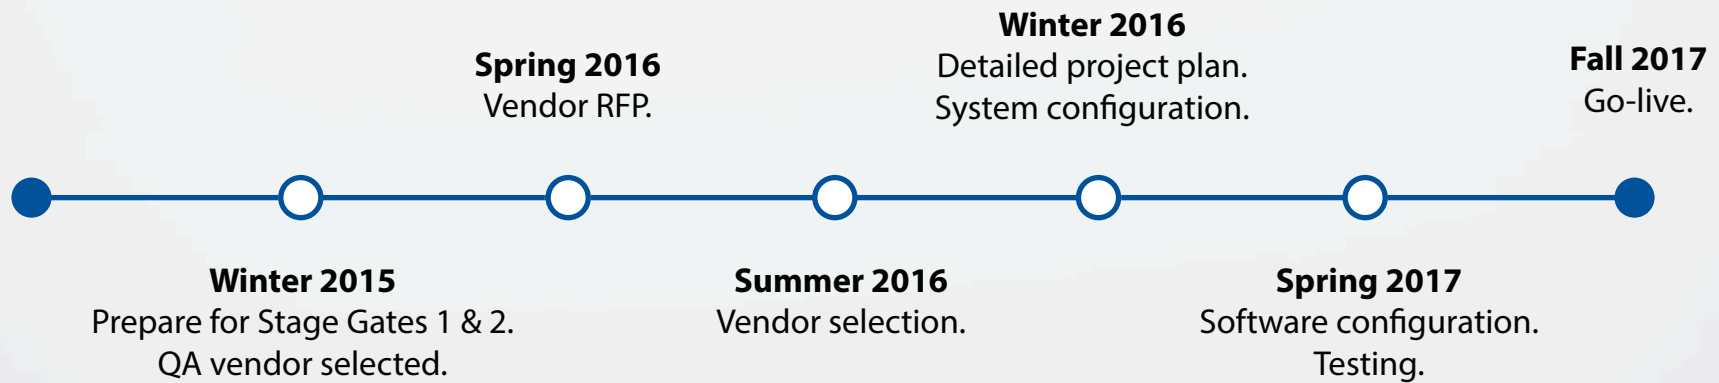 Winter 2015
Prepare for Stage Gates 1 & 2.
QA vendor selected.
Spring 2016
Vendor RFP.
Summer 2016
Vendor selection.
Winter 2016
Detailed project plan.
System configuration.
Spring 2017
Software configuration.
Testing.
Fall 2017
Go-live.